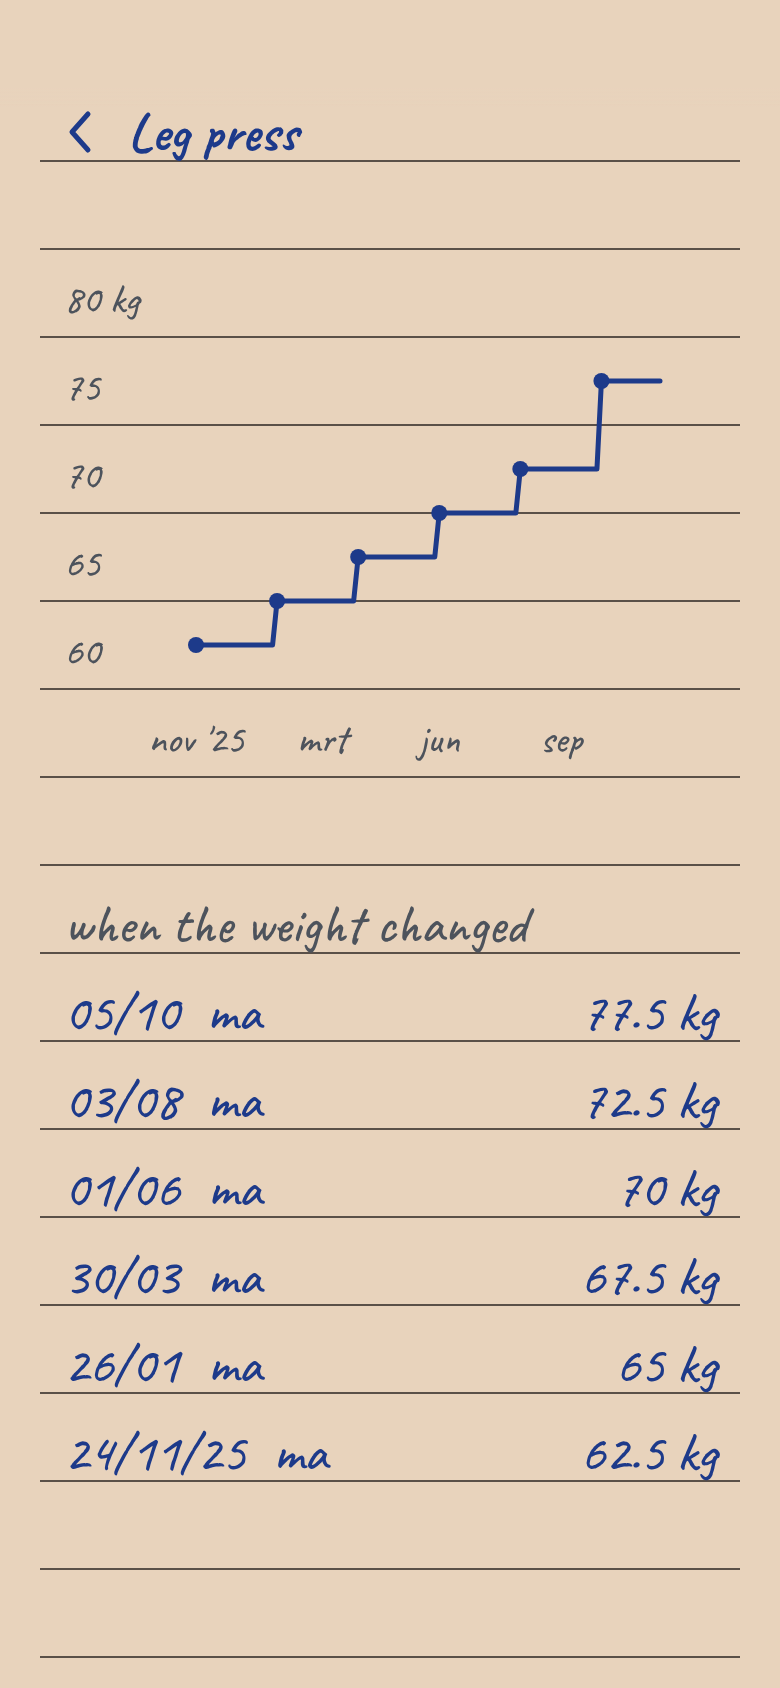 Leg press
80 kg
75
70
65
60
nov '25 mrt jun sep
when the weight changed
05/10 ma 77.5 kg
03/08 ma 72.5 kg
01/06 ma 70 kg
30/03 ma 67.5 kg
26/01 ma 65 kg
24/11/25 ma 62.5 kg